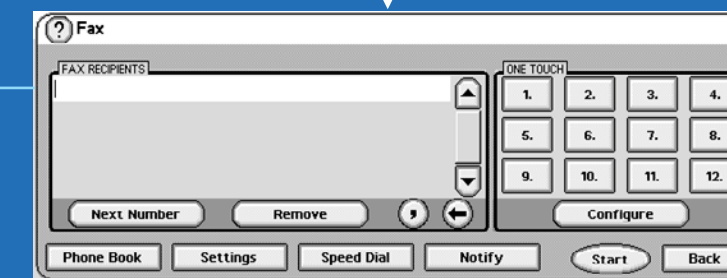 ? Fax
FAX RECIPIENTS
ONE TOUCH
1. 2. 3. 4.
5. 6. 7. 8.
9. 10. 11. 12.
Next Number Remove , Configure
Phone Book Settings Speed Dial Notify Start Back